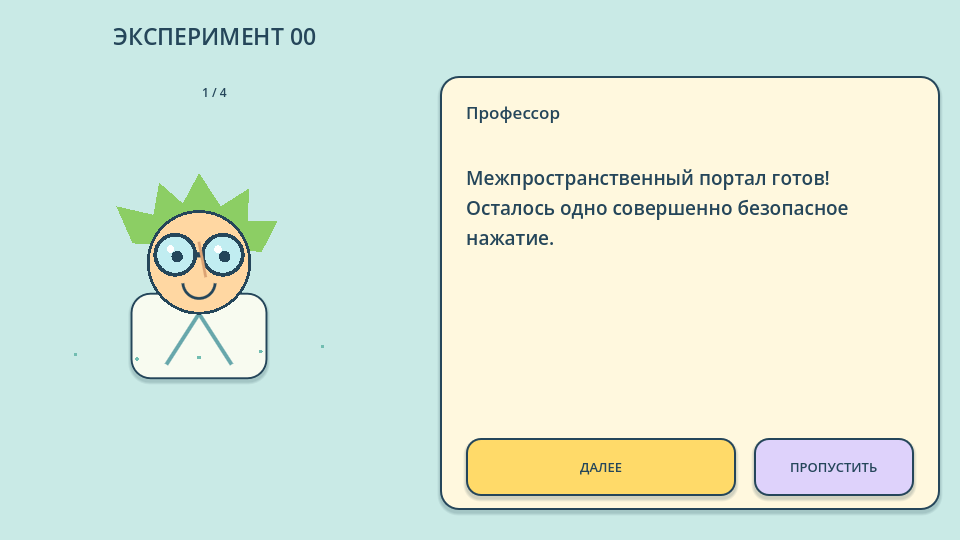 ЭКСПЕРИМЕНТ 00
1 / 4
Профессор
Межпространственный портал готов!
Осталось одно совершенно безопасное
нажатие.
ДАЛЕЕ
ПРОПУСТИТЬ